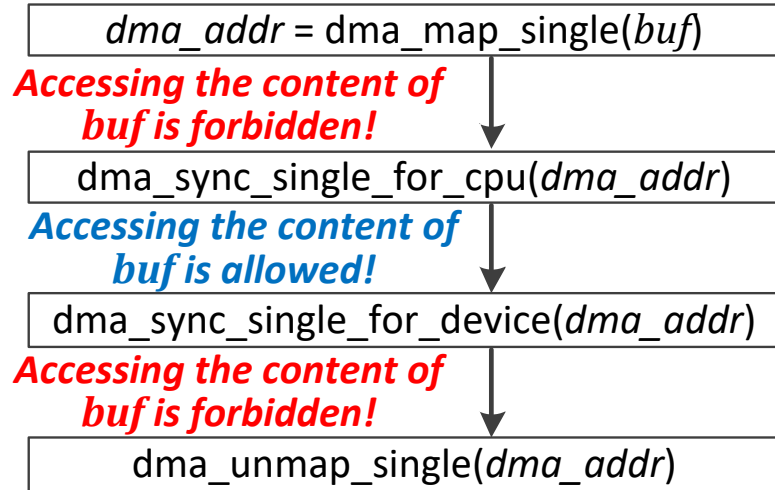 dma_addr = dma_map_single(buf)
Accessing the content of
buf is forbidden!
dma_sync_single_for_cpu(dma_addr)
Accessing the content of
buf is allowed!
dma_sync_single_for_device(dma_addr)
Accessing the content of
buf is forbidden!
dma_unmap_single(dma_addr)